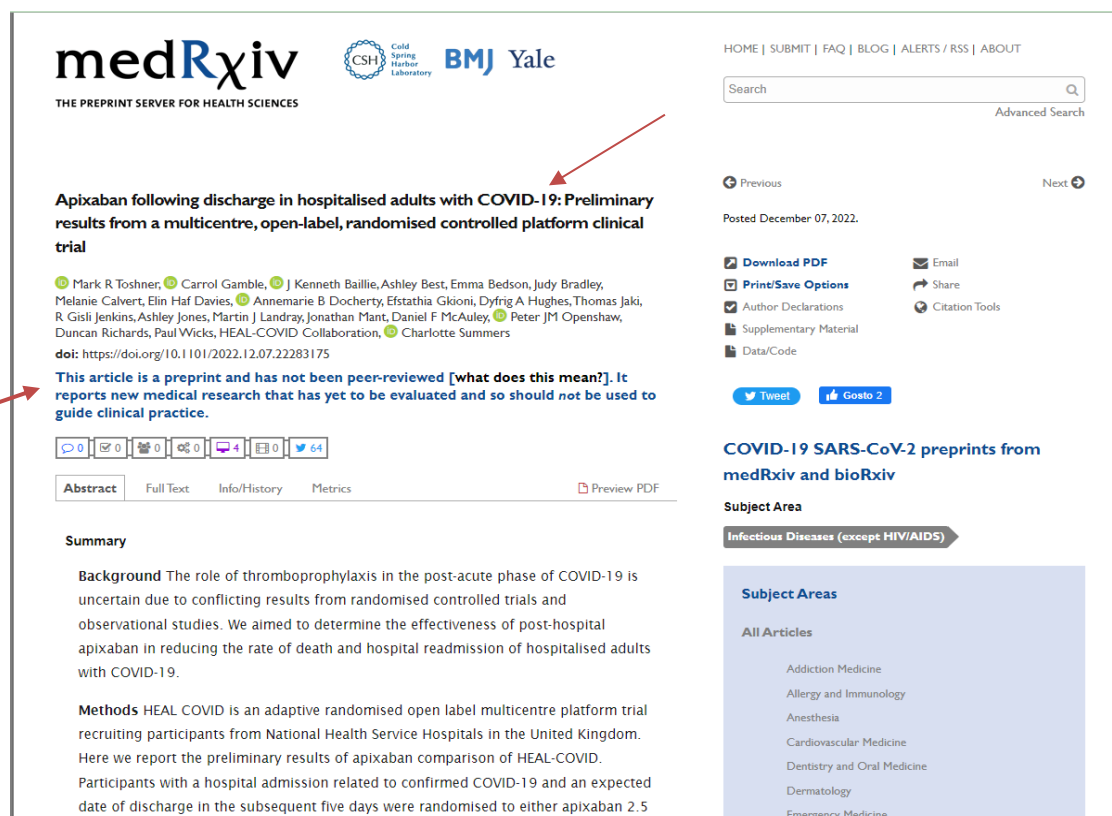 medRxiv
THE PREPRINT SERVER FOR HEALTH SCIENCES
CSH
Cold
Spring
Harbor
Laboratory
BMJ Yale
HOME | SUBMIT | FAQ | BLOG | ALERTS / RSS | ABOUT
Search
Advanced Search
Apixaban following discharge in hospitalised adults with COVID-19: Preliminary
results from a multicentre, open-label, randomised controlled platform clinical
trial
iD Mark R Toshner, iD Carrol Gamble, iD J Kenneth Baillie, Ashley Best, Emma Bedson, Judy Bradley,
Melanie Calvert, Elin Haf Davies, iD Annemarie B Docherty, Efstathia Gkioni, Dyfrig A Hughes, Thomas Jaki,
R Gisli Jenkins, Ashley Jones, Martin J Landray, Jonathan Mant, Daniel F McAuley, iD Peter JM Openshaw,
Duncan Richards, Paul Wicks, HEAL-COVID Collaboration, iD Charlotte Summers
doi: https://doi.org/10.1101/2022.12.07.22283175
This article is a preprint and has not been peer-reviewed [what does this mean?]. It
reports new medical research that has yet to be evaluated and so should not be used to
guide clinical practice.
0 0 0 0 4 0 64
Abstract Full Text Info/History Metrics Preview PDF
Summary
Background The role of thromboprophylaxis in the post-acute phase of COVID-19 is
uncertain due to conflicting results from randomised controlled trials and
observational studies. We aimed to determine the effectiveness of post-hospital
apixaban in reducing the rate of death and hospital readmission of hospitalised adults
with COVID-19.
Methods HEAL COVID is an adaptive randomised open label multicentre platform trial
recruiting participants from National Health Service Hospitals in the United Kingdom.
Here we report the preliminary results of apixaban comparison of HEAL-COVID.
Participants with a hospital admission related to confirmed COVID-19 and an expected
date of discharge in the subsequent five days were randomised to either apixaban 2.5
Previous Next
Posted December 07, 2022.
Download PDF Email
Print/Save Options Share
Author Declarations Citation Tools
Supplementary Material
Data/Code
Tweet Gosto 2
COVID-19 SARS-CoV-2 preprints from
medRxiv and bioRxiv
Subject Area
Infectious Diseases (except HIV/AIDS)
Subject Areas
All Articles
Addiction Medicine
Allergy and Immunology
Anesthesia
Cardiovascular Medicine
Dentistry and Oral Medicine
Dermatology
Emergency Medicine